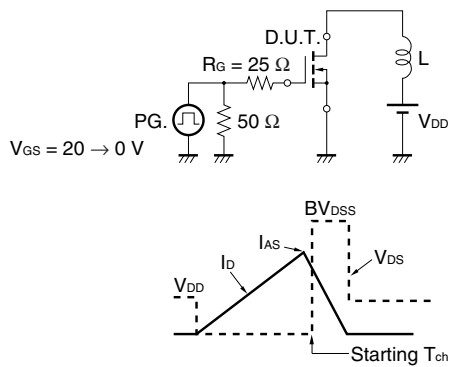 D.U.T.
RG = 25 Ω
L
PG.
50 Ω
VDD
VGS = 20 → 0 V
BVDSS
IAS
ID
VDS
VDD
Starting Tch